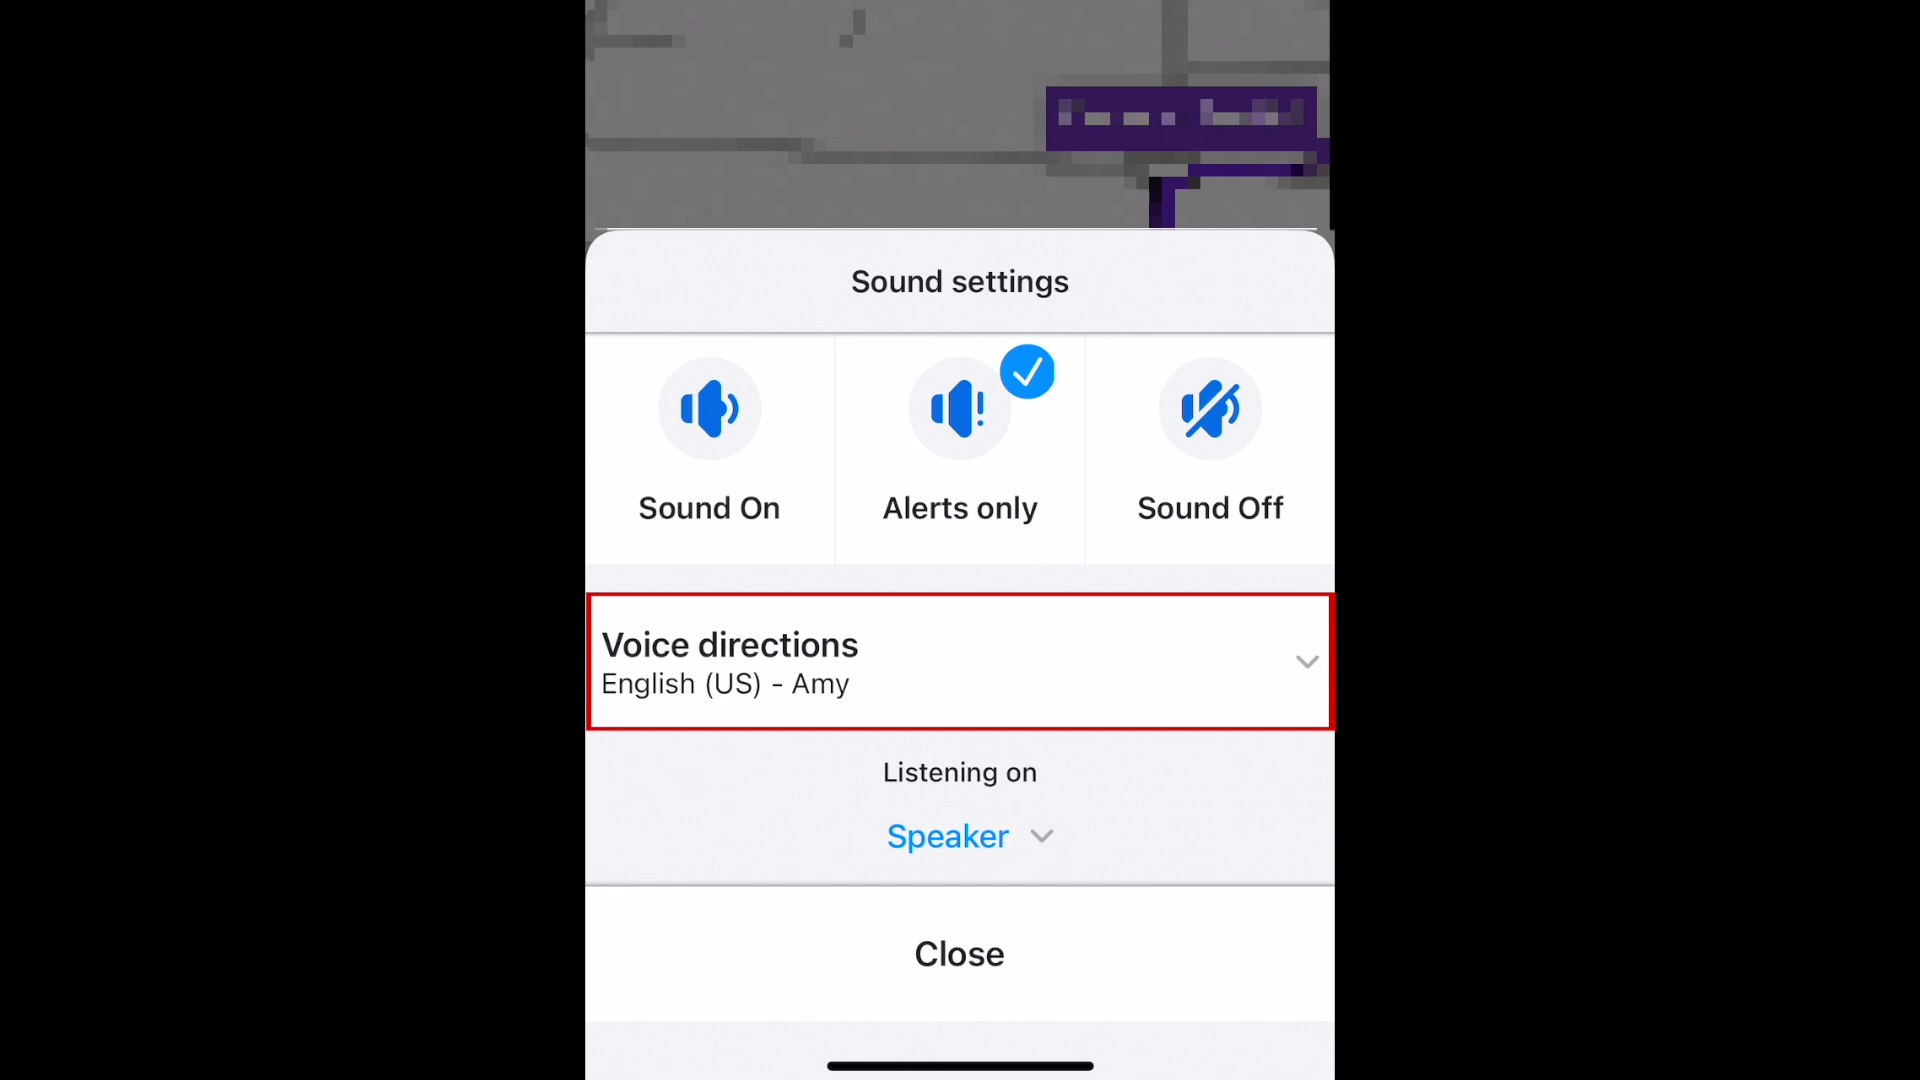 Sound settings
Sound On
Alerts only
Sound Off
Voice directions
English (US) - Amy
Listening on
Speaker
Close